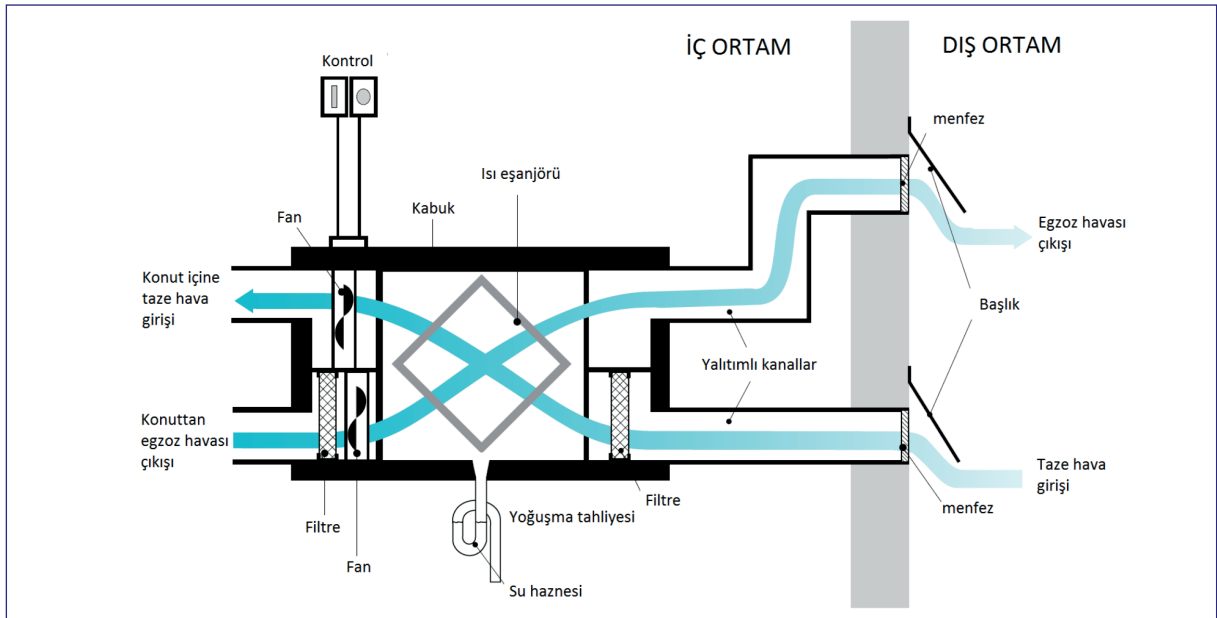 İÇ ORTAM
DIŞ ORTAM
Kontrol
menfez
Isı eşanjörü
Kabuk
Fan
Egzoz havası
çıkışı
Konut içine
taze hava
girişi
Başlık
Yalıtımlı kanallar
Konuttan
egzoz havası
çıkışı
Taze hava
girişi
Filtre
menfez
Yoğuşma tahliyesi
Filtre
Fan
Su haznesi